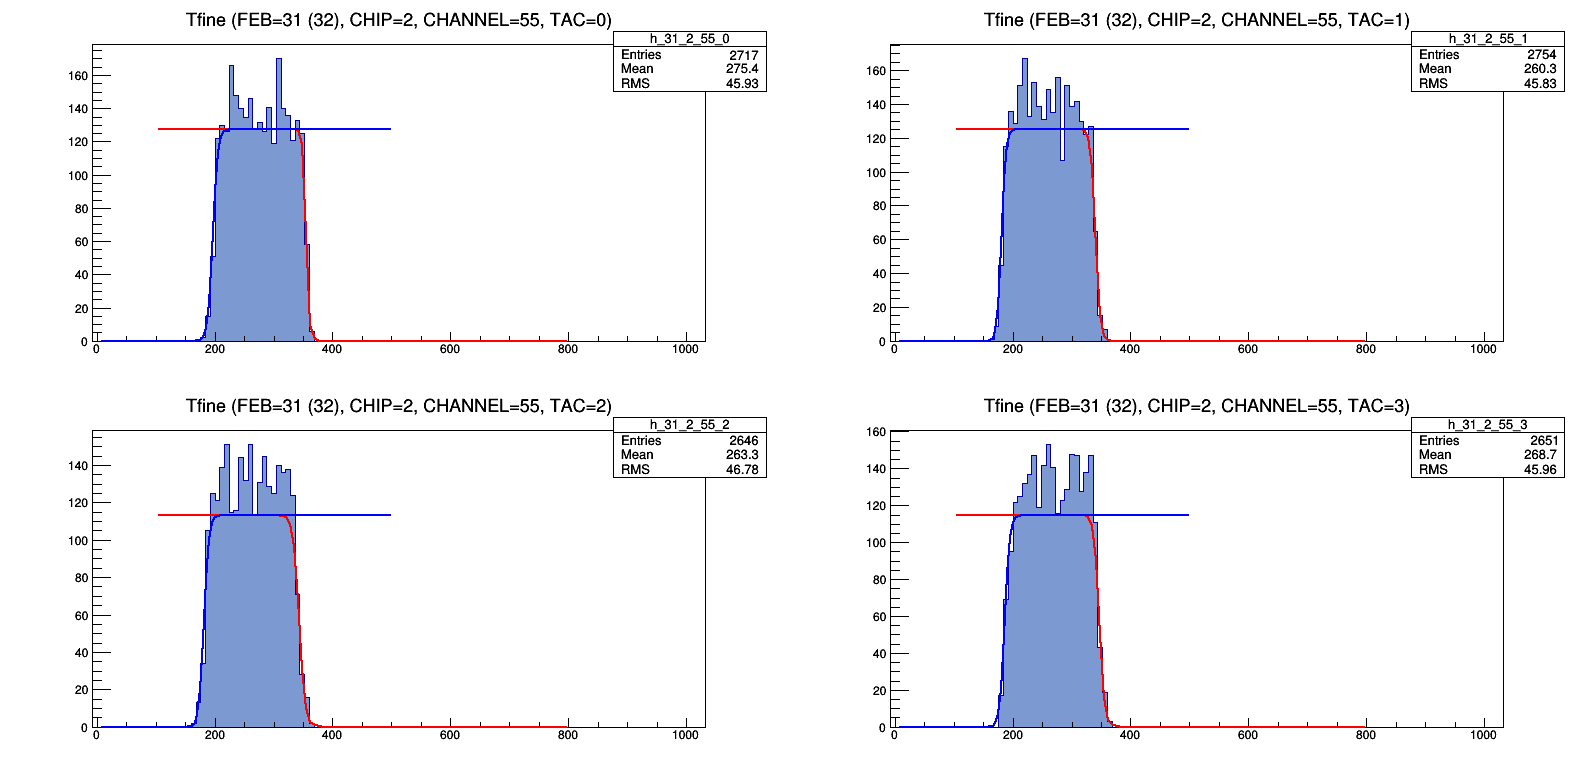 Tfine (FEB=31 (32), CHIP=2, CHANNEL=55, TAC=0)
h_31_2_55_0
Entries 2717
Mean 275.4
RMS 45.93
160
140
120
100
80
60
40
20
0
0 200 400 600 800 1000
Tfine (FEB=31 (32), CHIP=2, CHANNEL=55, TAC=1)
h_31_2_55_1
Entries 2754
Mean 260.3
RMS 45.83
160
140
120
100
80
60
40
20
0
0 200 400 600 800 1000
Tfine (FEB=31 (32), CHIP=2, CHANNEL=55, TAC=2)
h_31_2_55_2
Entries 2646
Mean 263.3
RMS 46.78
140
120
100
80
60
40
20
0
0 200 400 600 800 1000
Tfine (FEB=31 (32), CHIP=2, CHANNEL=55, TAC=3)
h_31_2_55_3
Entries 2651
Mean 268.7
RMS 45.96
160
140
120
100
80
60
40
20
0
0 200 400 600 800 1000